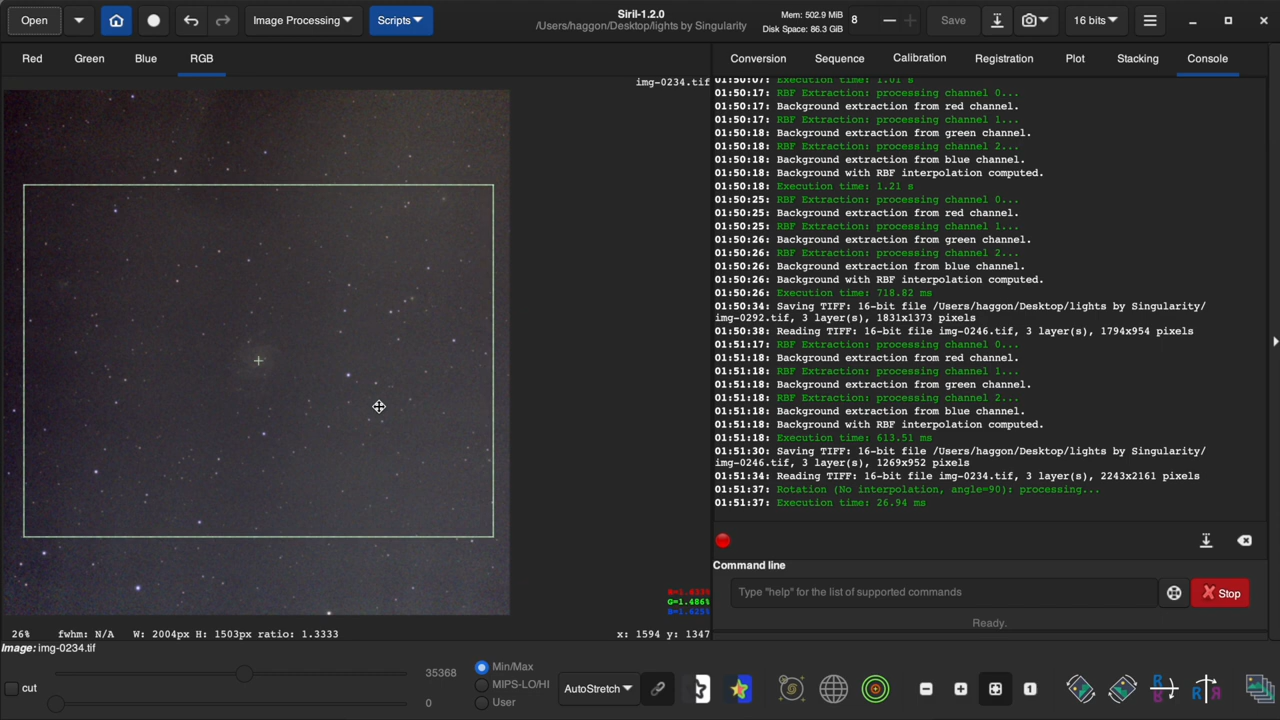 Open
Image Processing
Scripts
Siril-1.2.0
/Users/haggon/Desktop/lights by Singularity
Mem: 502.9 MiB
Disk Space: 86.3 GiB
8
Save
16 bits
Red
Green
Blue
RGB
Conversion
Sequence
Calibration
Registration
Plot
Stacking
Console
img-0234.tif
01:50:07: Execution time: 1.01 s
01:50:17: RBF Extraction: processing channel 0...
01:50:17: Background extraction from red channel.
01:50:17: RBF Extraction: processing channel 1...
01:50:18: Background extraction from green channel.
01:50:18: RBF Extraction: processing channel 2...
01:50:18: Background extraction from blue channel.
01:50:18: Background with RBF interpolation computed.
01:50:18: Execution time: 1.21 s
01:50:25: RBF Extraction: processing channel 0...
01:50:25: Background extraction from red channel.
01:50:25: RBF Extraction: processing channel 1...
01:50:26: Background extraction from green channel.
01:50:26: RBF Extraction: processing channel 2...
01:50:26: Background extraction from blue channel.
01:50:26: Background with RBF interpolation computed.
01:50:26: Execution time: 718.82 ms
01:50:34: Saving TIFF: 16-bit file /Users/haggon/Desktop/lights by Singularity/
img-0292.tif, 3 layer(s), 1831x1373 pixels
01:50:38: Reading TIFF: 16-bit file img-0246.tif, 3 layer(s), 1794x954 pixels
01:51:17: RBF Extraction: processing channel 0...
01:51:18: Background extraction from red channel.
01:51:18: RBF Extraction: processing channel 1...
01:51:18: Background extraction from green channel.
01:51:18: RBF Extraction: processing channel 2...
01:51:18: Background extraction from blue channel.
01:51:18: Background with RBF interpolation computed.
01:51:18: Execution time: 613.51 ms
01:51:30: Saving TIFF: 16-bit file /Users/haggon/Desktop/lights by Singularity/
img-0246.tif, 3 layer(s), 1269x952 pixels
01:51:34: Reading TIFF: 16-bit file img-0234.tif, 3 layer(s), 2243x2161 pixels
01:51:37: Rotation (No interpolation, angle=90): processing...
01:51:37: Execution time: 26.94 ms
Command line
Type "help" for the list of supported commands
Stop
Ready.
R=1.633%
G=1.486%
B=1.625%
26% fwhm: N/A W: 2004px H: 1503px ratio: 1.3333
x: 1594 y: 1347
Image: img-0234.tif
cut
35368
0
Min/Max
MIPS-LO/HI
User
AutoStretch
1
R R
R R